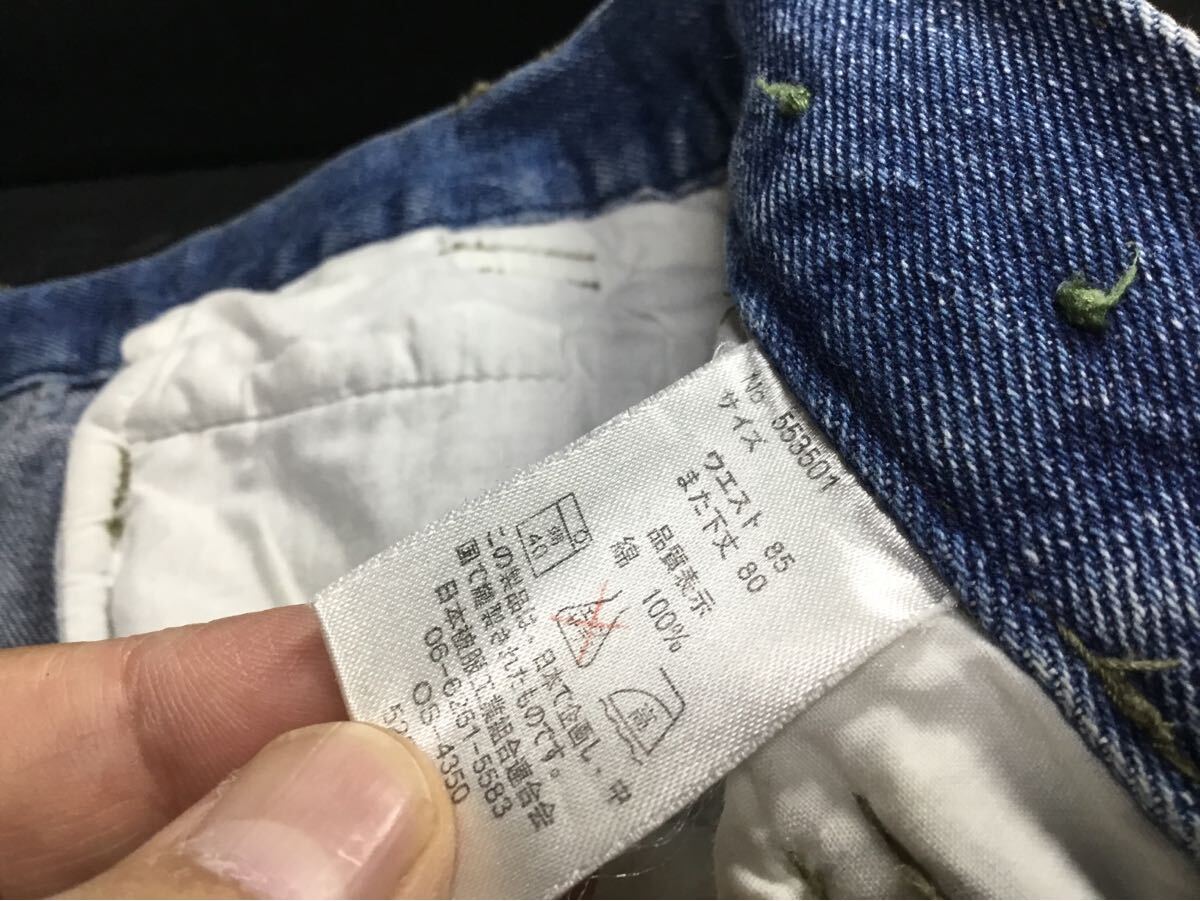 No 553501
サイズ
ウエスト 85
また下丈 80
品質表示
綿 100%
40
高
この製品は、日本で企画し、中
国で縫製されたものです。
日本被服工業組合連合会
06-6251-5583
OS-4350